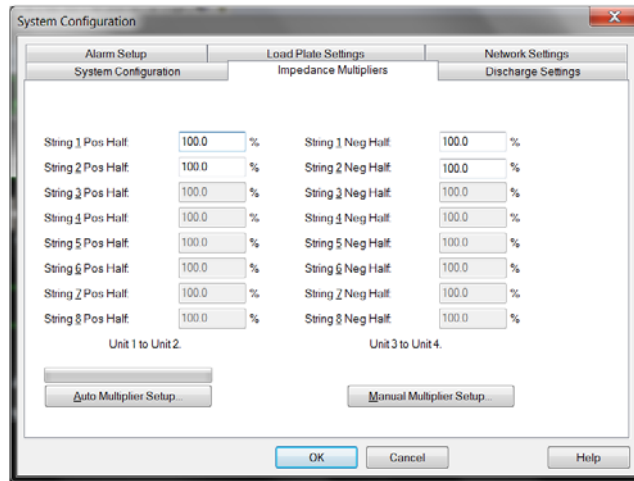 System Configuration
Alarm Setup Load Plate Settings Network Settings
System Configuration Impedance Multipliers Discharge Settings
String 1 Pos Half: 100.0 % String 1 Neg Half: 100.0 %
String 2 Pos Half: 100.0 % String 2 Neg Half: 100.0 %
String 3 Pos Half: 100.0 % String 3 Neg Half: 100.0 %
String 4 Pos Half: 100.0 % String 4 Neg Half: 100.0 %
String 5 Pos Half: 100.0 % String 5 Neg Half: 100.0 %
String 6 Pos Half: 100.0 % String 6 Neg Half: 100.0 %
String 7 Pos Half: 100.0 % String 7 Neg Half: 100.0 %
String 8 Pos Half: 100.0 % String 8 Neg Half: 100.0 %
Unit 1 to Unit 2. Unit 3 to Unit 4.
Auto Multiplier Setup... Manual Multiplier Setup...
OK Cancel Help